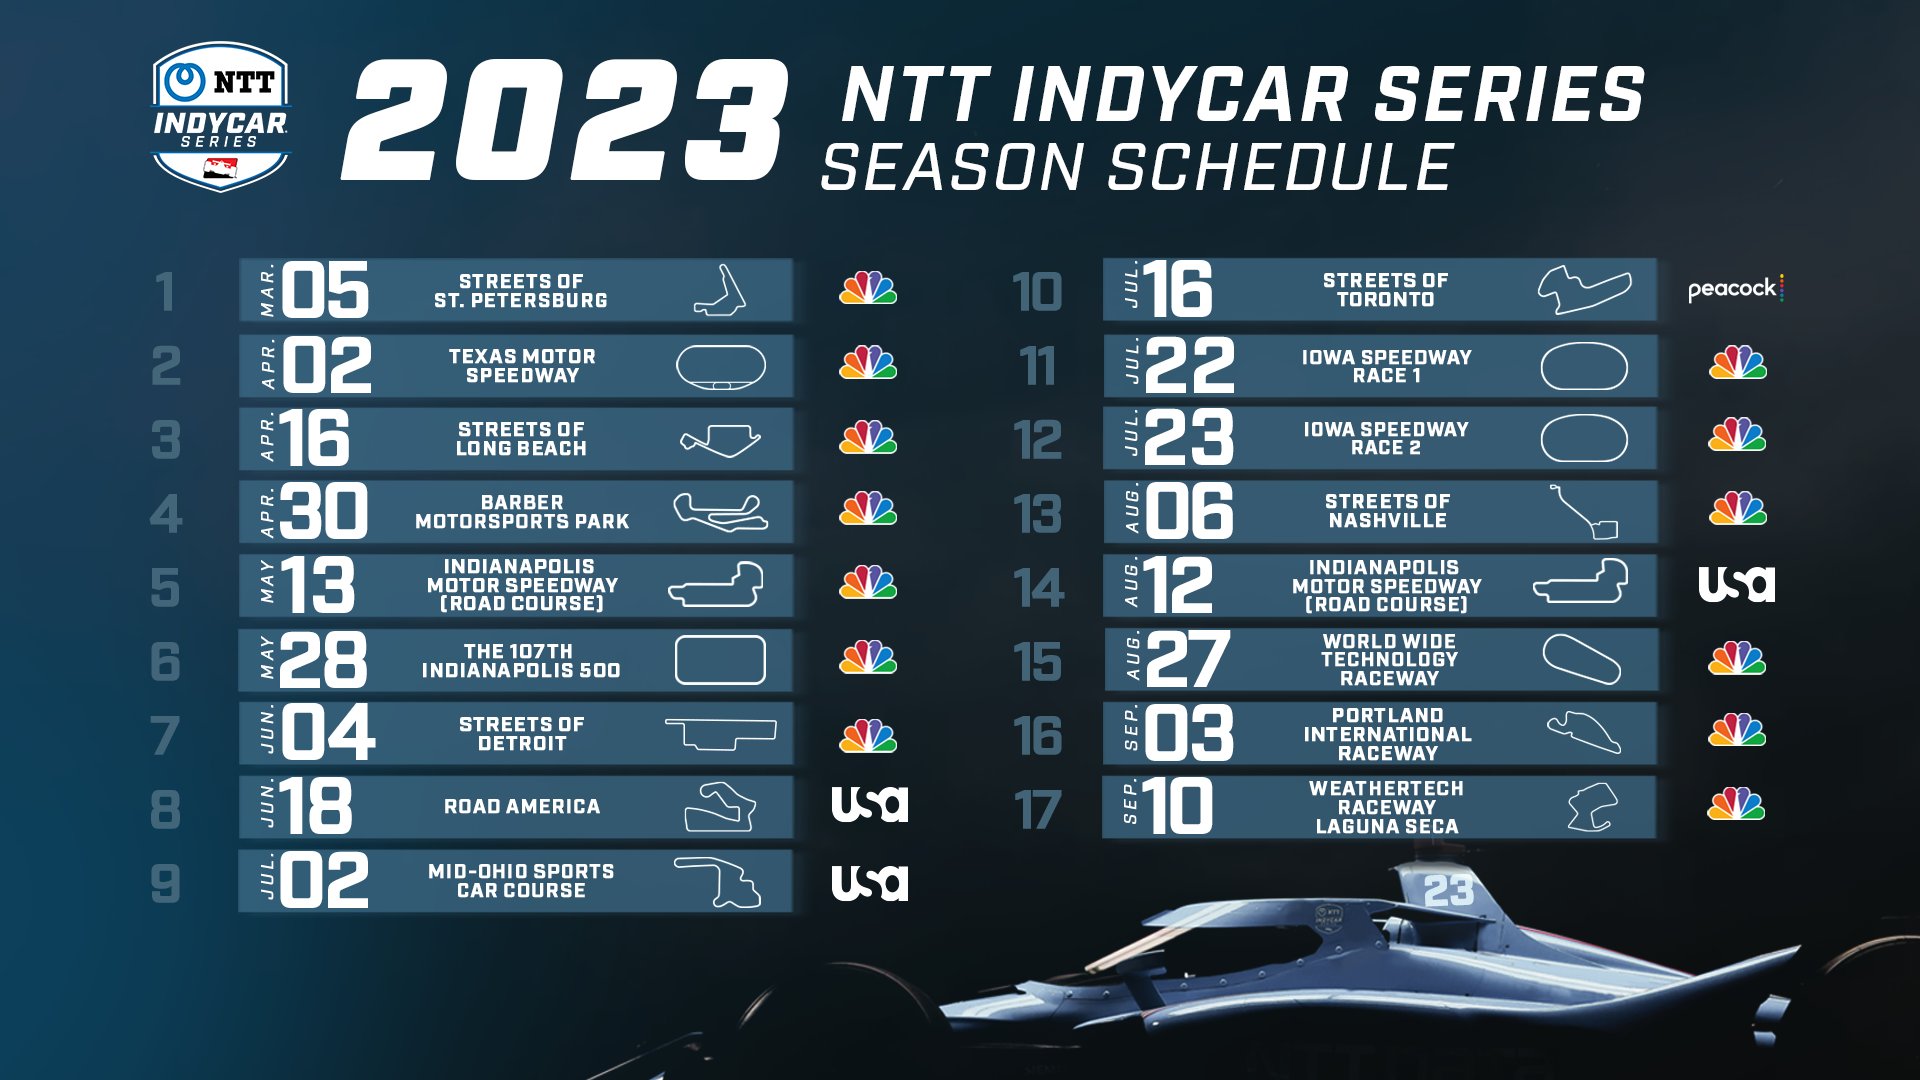 NTT
INDYCAR
SERIES
2023
NTT INDYCAR SERIES
SEASON SCHEDULE
1
MAR.
05
STREETS OF
ST. PETERSBURG
2
APR.
02
TEXAS MOTOR
SPEEDWAY
3
APR.
16
STREETS OF
LONG BEACH
4
APR.
30
BARBER
MOTORSPORTS PARK
5
MAY
13
INDIANAPOLIS
MOTOR SPEEDWAY
(ROAD COURSE)
6
MAY
28
THE 107TH
INDIANAPOLIS 500
7
JUN.
04
STREETS OF
DETROIT
8
JUN.
18
ROAD AMERICA
usa
9
JUL.
02
MID-OHIO SPORTS
CAR COURSE
usa
10
JUL.
16
STREETS OF
TORONTO
peacock
11
JUL.
22
IOWA SPEEDWAY
RACE 1
12
JUL.
23
IOWA SPEEDWAY
RACE 2
13
AUG.
06
STREETS OF
NASHVILLE
14
AUG.
12
INDIANAPOLIS
MOTOR SPEEDWAY
(ROAD COURSE)
usa
15
AUG.
27
WORLD WIDE
TECHNOLOGY
RACEWAY
16
SEP.
03
PORTLAND
INTERNATIONAL
RACEWAY
17
SEP.
10
WEATHERTECH
RACEWAY
LAGUNA SECA
23
NTT
INDYCAR